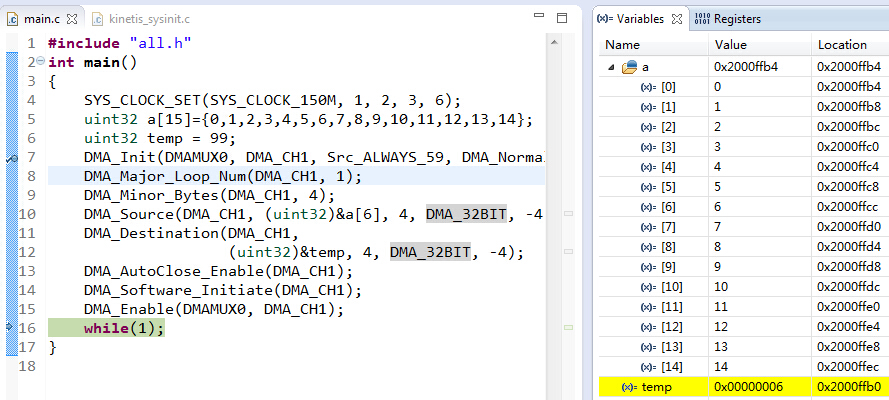 main.c kinetis_sysinit.c
1 #include "all.h"
2 int main()
3 {
4 SYS_CLOCK_SET(SYS_CLOCK_150M, 1, 2, 3, 6);
5 uint32 a[15]={0,1,2,3,4,5,6,7,8,9,10,11,12,13,14};
6 uint32 temp = 99;
7 DMA_Init(DMAMUX0, DMA_CH1, Src_ALWAYS_59, DMA_Norma
8 DMA_Major_Loop_Num(DMA_CH1, 1);
9 DMA_Minor_Bytes(DMA_CH1, 4);
10 DMA_Source(DMA_CH1, (uint32)&a[6], 4, DMA_32BIT, -4
11 DMA_Destination(DMA_CH1,
12 (uint32)&temp, 4, DMA_32BIT, -4);
13 DMA_AutoClose_Enable(DMA_CH1);
14 DMA_Software_Initiate(DMA_CH1);
15 DMA_Enable(DMAMUX0, DMA_CH1);
16 while(1);
17 }
18
(x)= Variables 1010 0101 Registers
Name Value Location
a 0x2000ffb4 0x2000ffb4
(x)= [0] 0 0x2000ffb4
(x)= [1] 1 0x2000ffb8
(x)= [2] 2 0x2000ffbc
(x)= [3] 3 0x2000ffc0
(x)= [4] 4 0x2000ffc4
(x)= [5] 5 0x2000ffc8
(x)= [6] 6 0x2000ffcc
(x)= [7] 7 0x2000ffd0
(x)= [8] 8 0x2000ffd4
(x)= [9] 9 0x2000ffd8
(x)= [10] 10 0x2000ffdc
(x)= [11] 11 0x2000ffe0
(x)= [12] 12 0x2000ffe4
(x)= [13] 13 0x2000ffe8
(x)= [14] 14 0x2000ffec
(x)= temp 0x00000006 0x2000ffb0